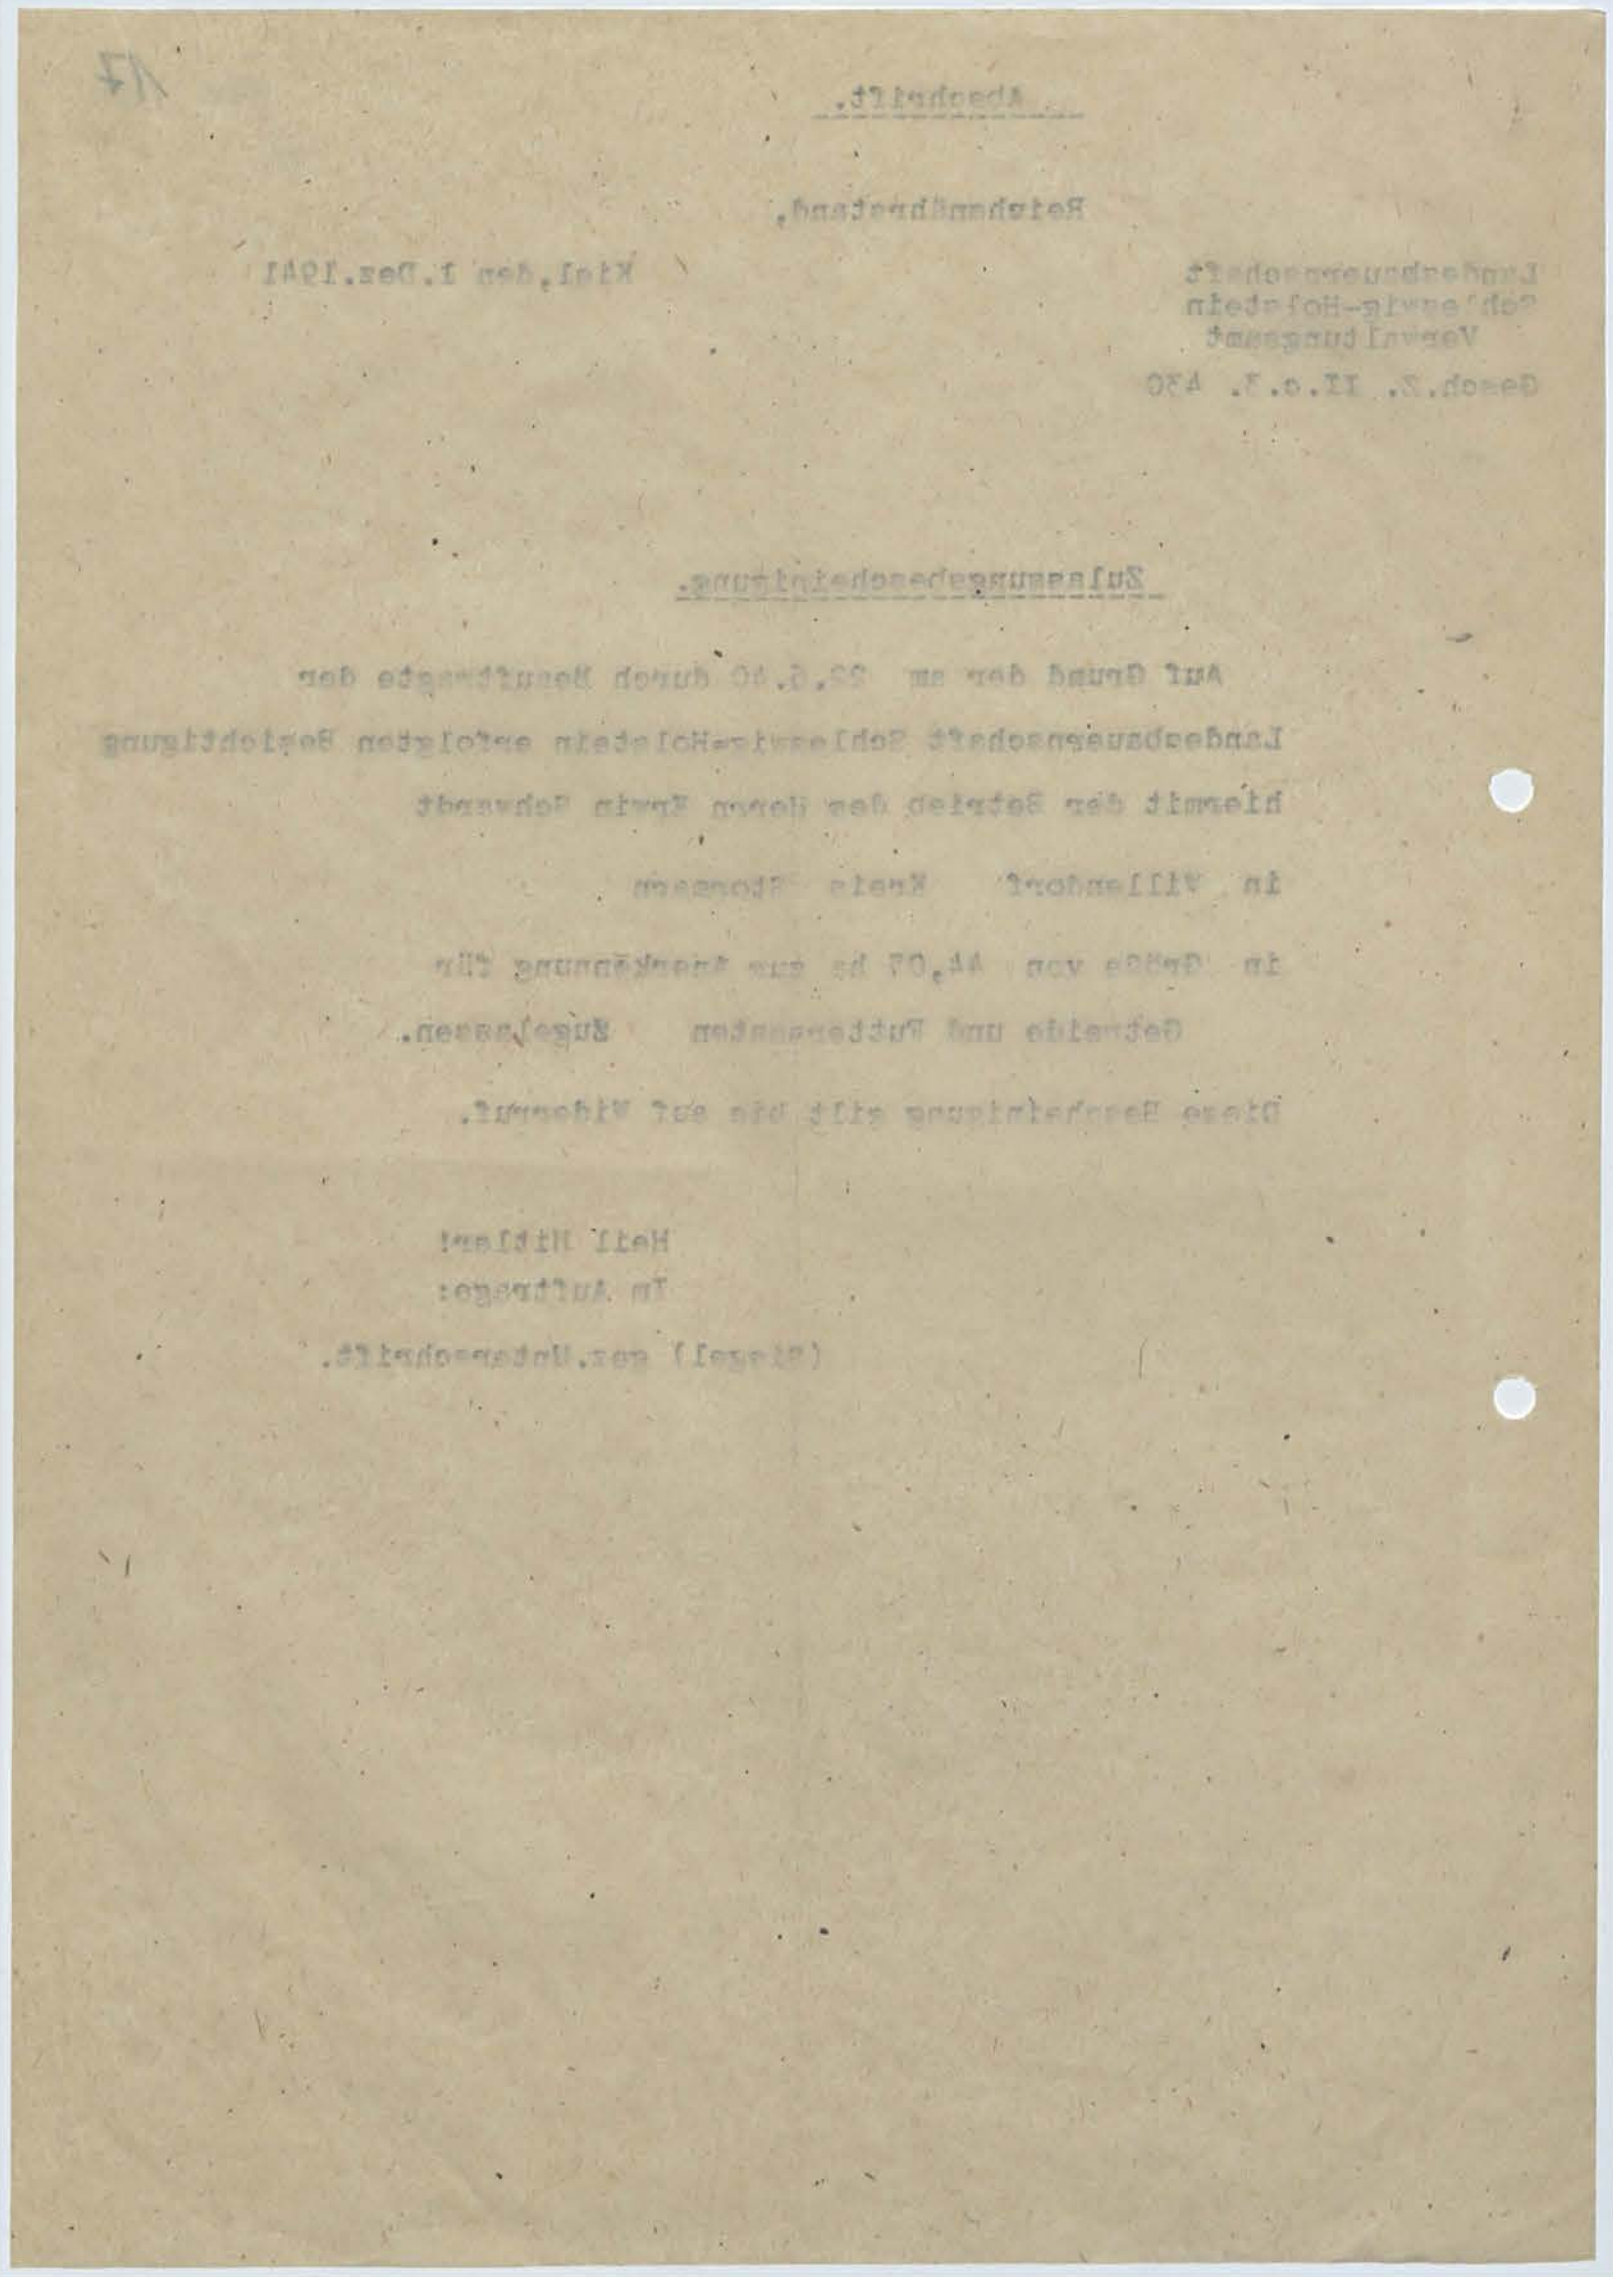 17
Abschrift.
Reichsnährstand,
Landesbauernschaft
Schleswig-Holstein
Verwaltungsamt
Kiel, den 1.Dez.1941
Gesch.Z. II.c.3. 430
Zulassungsbescheinigung.
Auf Grund der am 22.6.40 durch Beauftragte der
Landesbauernschaft Schleswig-Holstein erfolgten Besichtigung
hiermit der Betrieb des Herrn Erwin Schwandt
in Willendorf Kreis Stormarn
in Größe von 44,07 ha zur Anerkennung für
Getreide und Futtersaaten Zugelassen.
Diese Bescheinigung gilt bis auf Widerruf.
Heil Hitler!
Im Auftrage:
(Siegel) gez.Unterschrift.